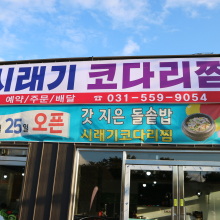 시래기 코다리찜
예약/주문/배달 ☎ 031-559-9054
25일 오픈
갓 지은 돌솥밥
시래기코다리찜